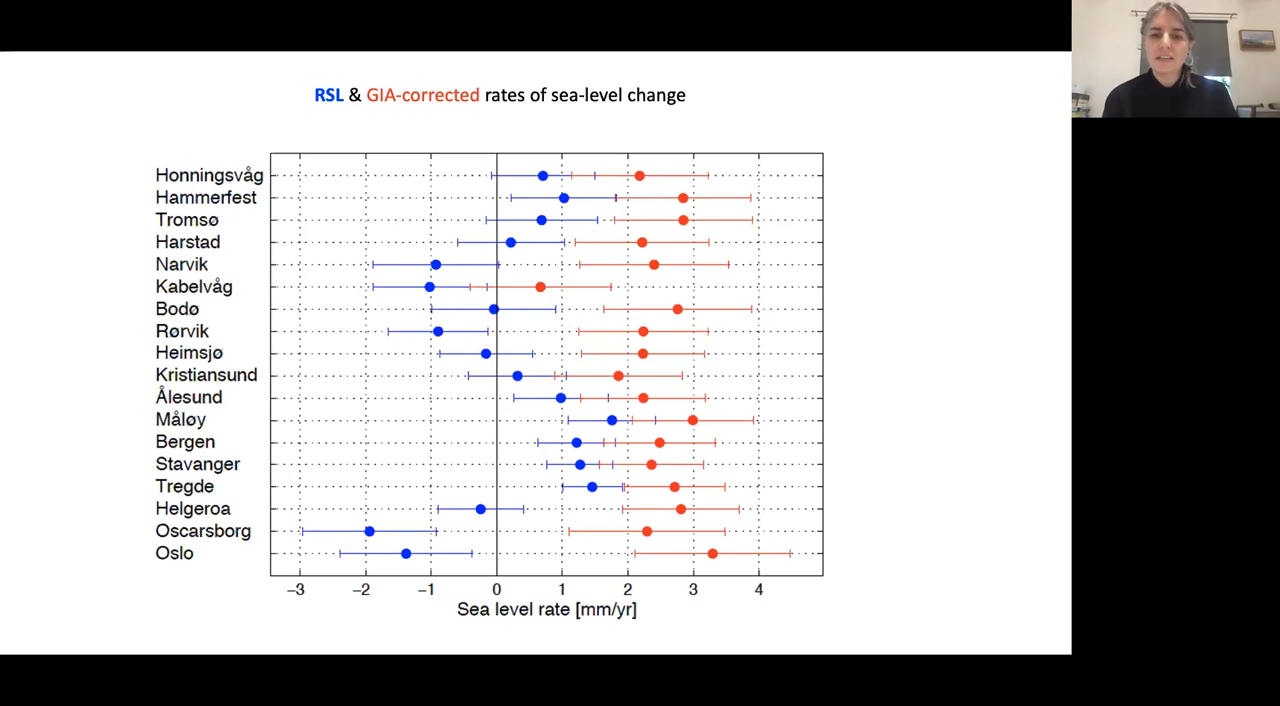 RSL & GIA-corrected rates of sea-level change
Honningsvåg
Hammerfest
Tromsø
Harstad
Narvik
Kabelvåg
Bodø
Rørvik
Heimsjø
Kristiansund
Ålesund
Måløy
Bergen
Stavanger
Tregde
Helgeroa
Oscarsborg
Oslo
−3 −2 −1 0 1 2 3 4
Sea level rate [mm/yr]